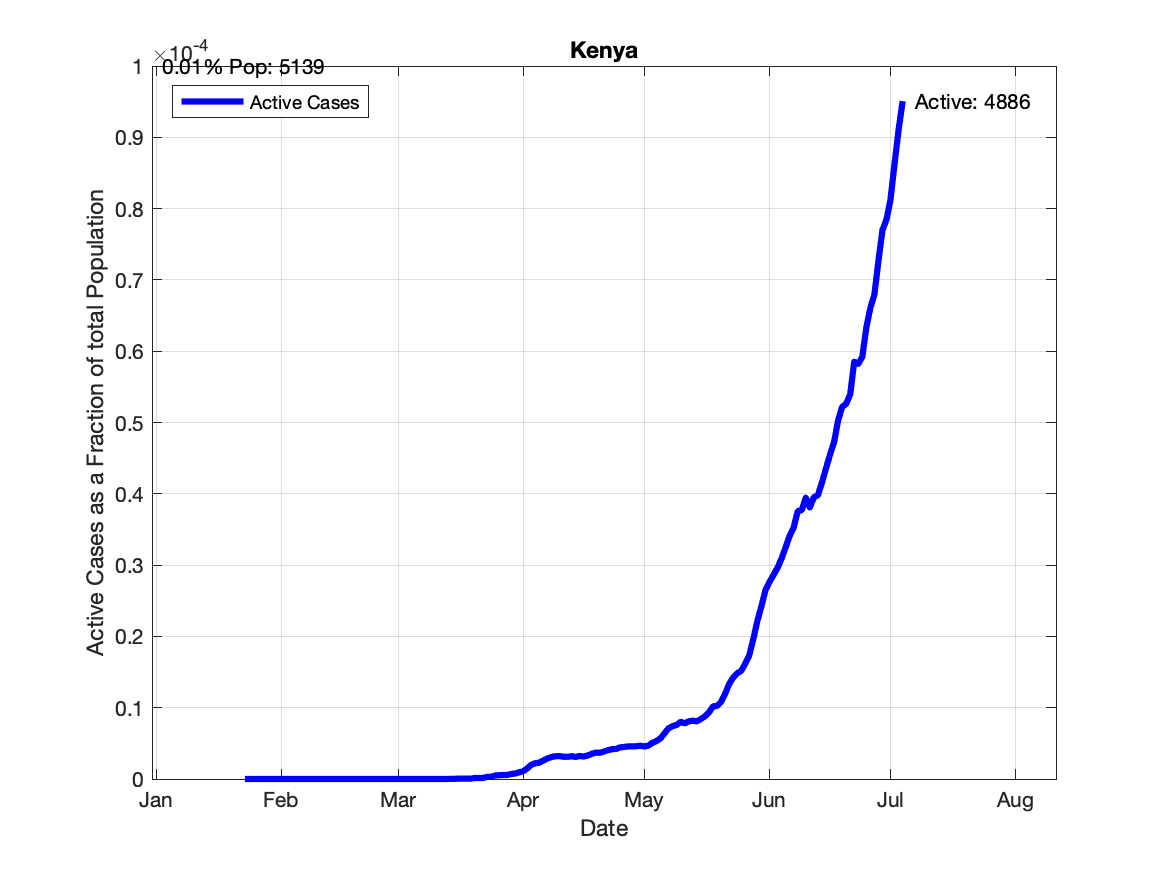 Kenya
×10-4
0.01% Pop: 5139
Active Cases
Active: 4886
1
0.9
0.8
0.7
0.6
0.5
0.4
0.3
0.2
0.1
0
Active Cases as a Fraction of total Population
Jan Feb Mar Apr May Jun Jul Aug
Date